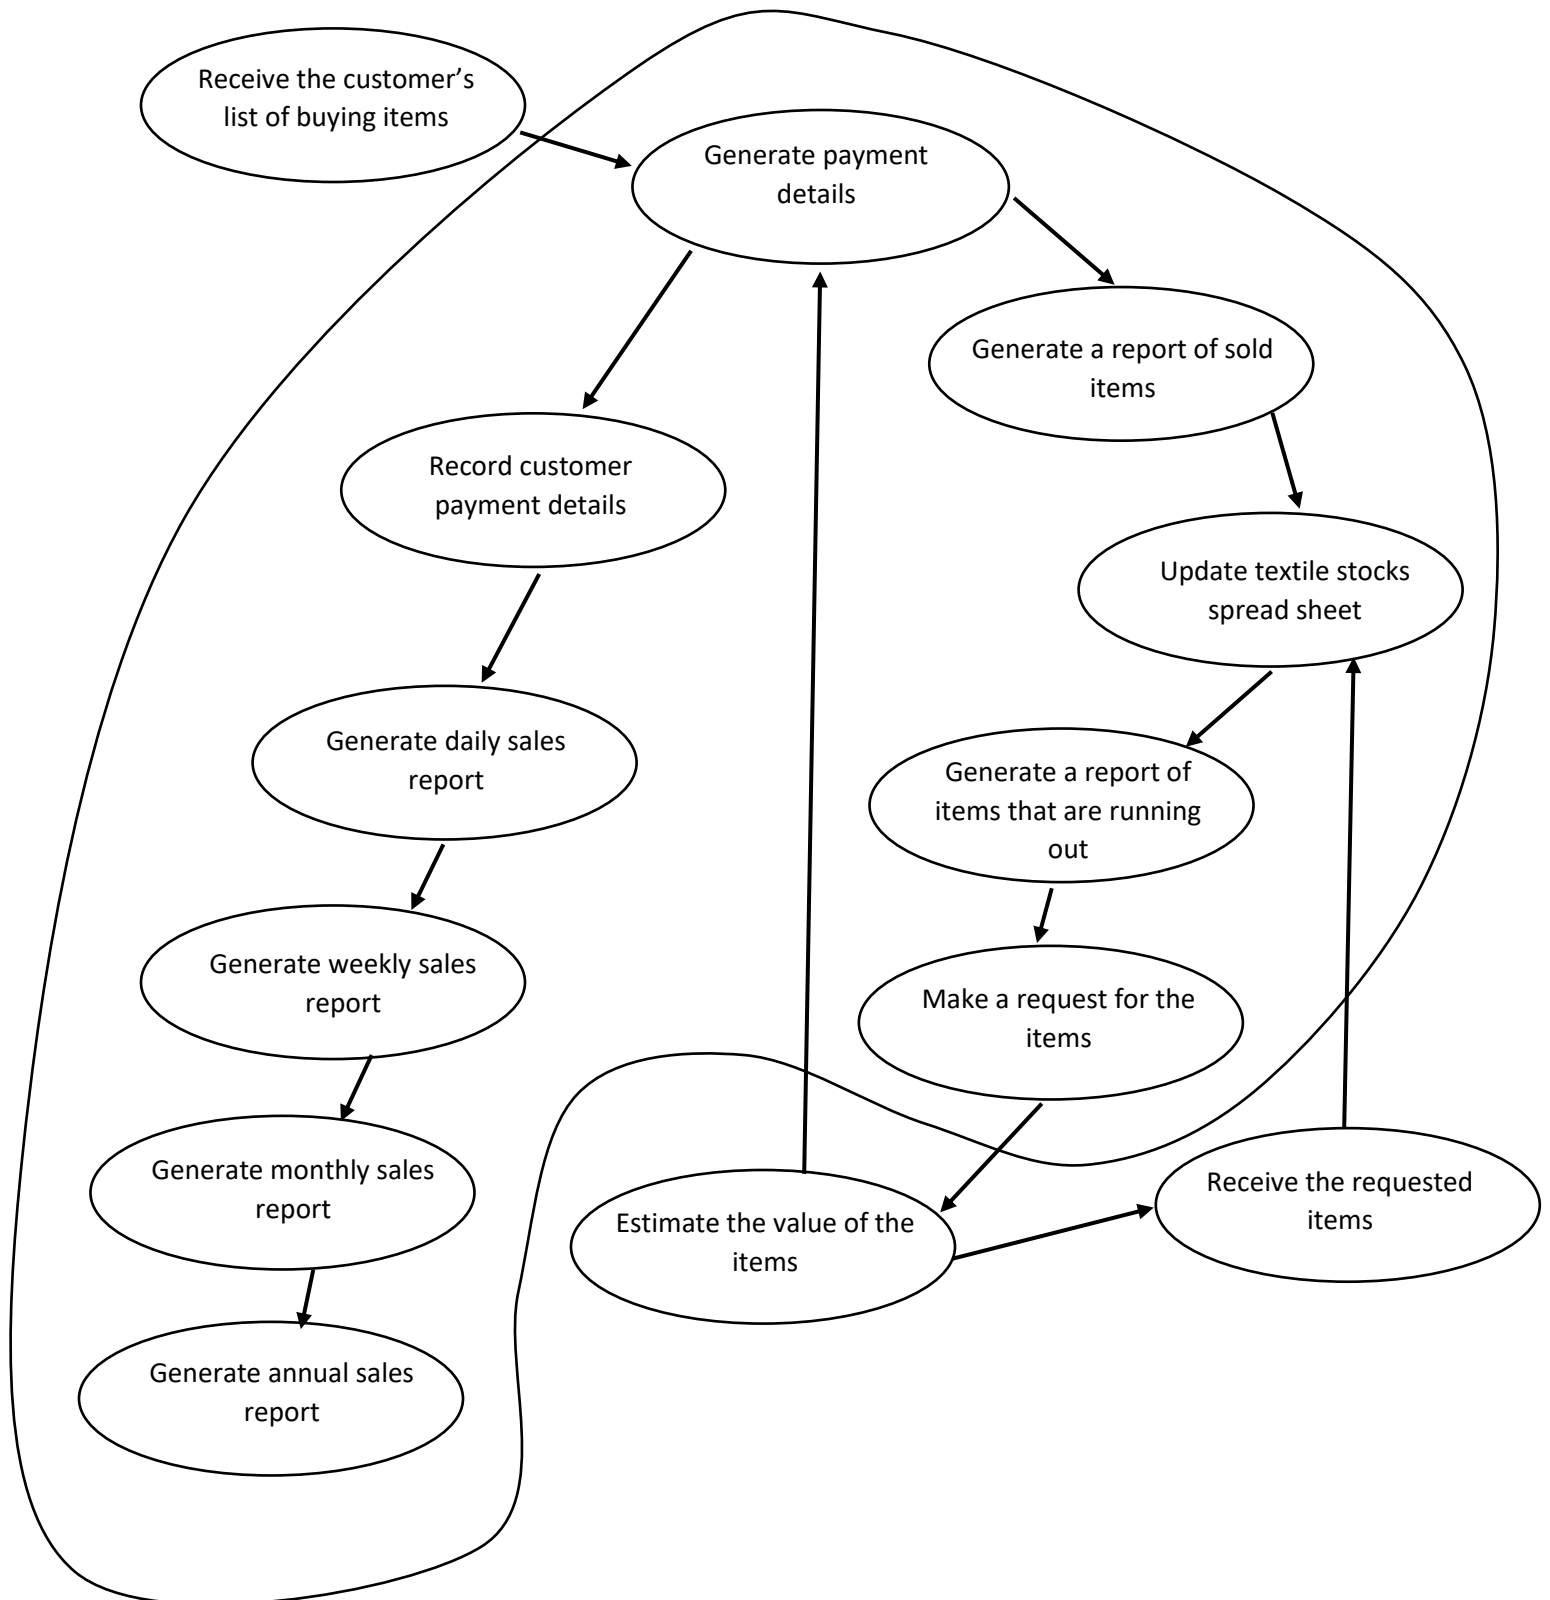 Receive the customer’s
list of buying items
Generate payment
details
Generate a report of sold
items
Record customer
payment details
Update textile stocks
spread sheet
Generate daily sales
report
Generate a report of
items that are running
out
Generate weekly sales
report
Make a request for the
items
Generate monthly sales
report
Receive the requested
items
Estimate the value of the
items
Generate annual sales
report